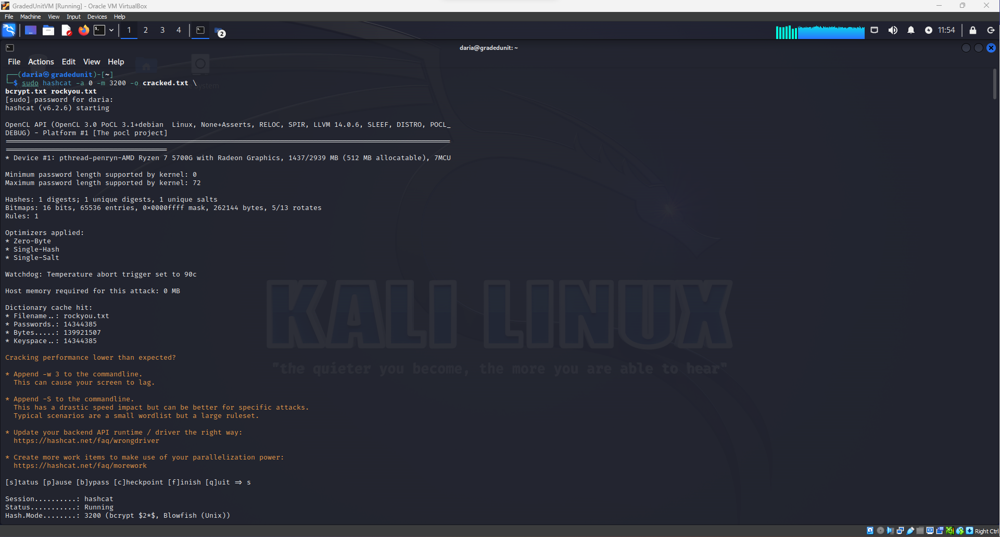 GradedUnitVM [Running] - Oracle VM VirtualBox
File Machine View Input Devices Help
1 2 3 4 2 11:54
daria@gradedunit: ~
File Actions Edit View Help
┌──(daria㉿gradedunit)-[~]
└─$ sudo hashcat -a 0 -m 3200 -o cracked.txt \
bcrypt.txt rockyou.txt
[sudo] password for daria:
hashcat (v6.2.6) starting
OpenCL API (OpenCL 3.0 PoCL 3.1+debian  Linux, None+Asserts, RELOC, SPIR, LLVM 14.0.6, SLEEF, DISTRO, POCL_
DEBUG) - Platform #1 [The pocl project]
* Device #1: pthread-penryn-AMD Ryzen 7 5700G with Radeon Graphics, 1437/2939 MB (512 MB allocatable), 7MCU
Minimum password length supported by kernel: 0
Maximum password length supported by kernel: 72
Hashes: 1 digests; 1 unique digests, 1 unique salts
Bitmaps: 16 bits, 65536 entries, 0×0000ffff mask, 262144 bytes, 5/13 rotates
Rules: 1
Optimizers applied:
* Zero-Byte
* Single-Hash
* Single-Salt
Watchdog: Temperature abort trigger set to 90c
Host memory required for this attack: 0 MB
Dictionary cache hit:
* Filename..: rockyou.txt
* Passwords.: 14344385
* Bytes.....: 139921507
* Keyspace..: 14344385
Cracking performance lower than expected?
* Append -w 3 to the commandline.
This can cause your screen to lag.
* Append -S to the commandline.
This has a drastic speed impact but can be better for specific attacks.
Typical scenarios are a small wordlist but a large ruleset.
* Update your backend API runtime / driver the right way:
https://hashcat.net/faq/wrongdriver
* Create more work items to make use of your parallelization power:
https://hashcat.net/faq/morework
[s]tatus [p]ause [b]ypass [c]heckpoint [f]inish [q]uit => s
Session..........: hashcat
Status...........: Running
Hash.Mode........: 3200 (bcrypt $2*$, Blowfish (Unix))
KALI LINUX
"the quieter you become, the more you are able to hear"
Right Ctrl